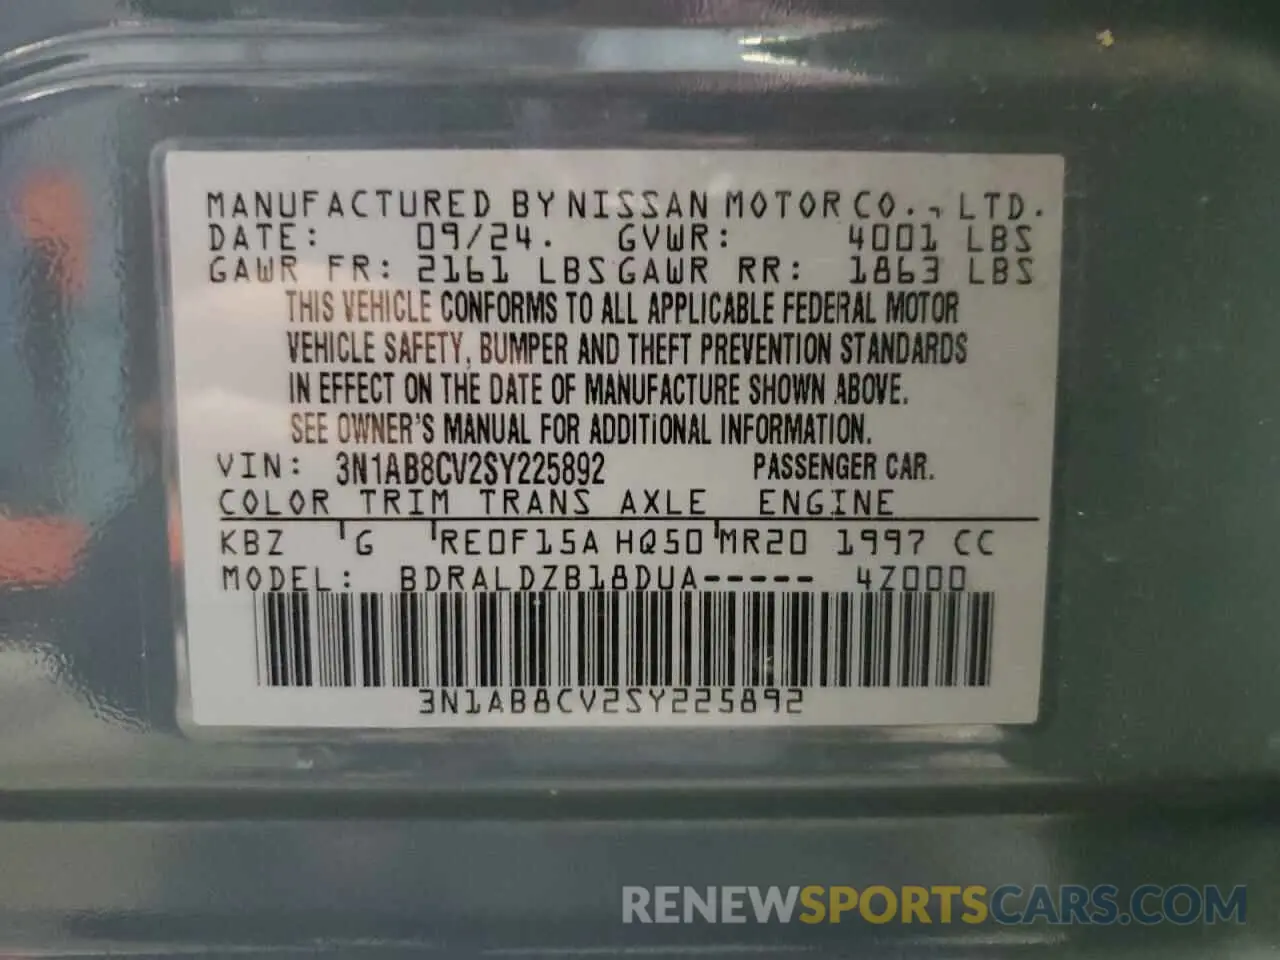 MANUFACTURED BY NISSAN MOTOR CO., LTD.
DATE: 09/24. GVWR: 4001 LBS
GAWR FR: 2161 LBS GAWR RR: 1863 LBS
THIS VEHICLE CONFORMS TO ALL APPLICABLE FEDERAL MOTOR
VEHICLE SAFETY, BUMPER AND THEFT PREVENTION STANDARDS
IN EFFECT ON THE DATE OF MANUFACTURE SHOWN ABOVE.
SEE OWNER'S MANUAL FOR ADDITIONAL INFORMATION.
VIN: 3N1AB8CV2SY225892 PASSENGER CAR.
COLOR TRIM TRANS AXLE ENGINE
KBZ G RE0F15A HQ50 MR20 1997 CC
MODEL: BDRALDZB18DUA----- 4Z000
3N1AB8CV2SY225892
RENEWSPORTSCARS.COM